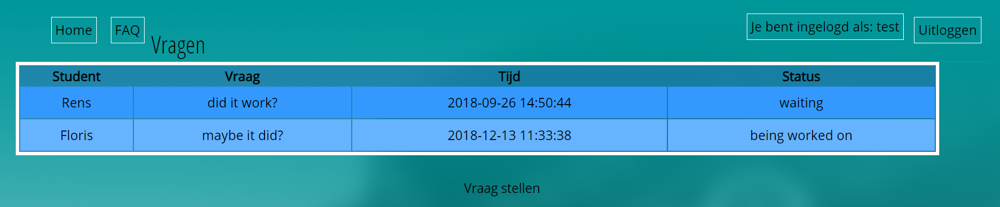 Home FAQ Vragen Je bent ingelogd als: test Uitloggen
Student Vraag Tijd Status
Rens did it work? 2018-09-26 14:50:44 waiting
Floris maybe it did? 2018-12-13 11:33:38 being worked on
Vraag stellen